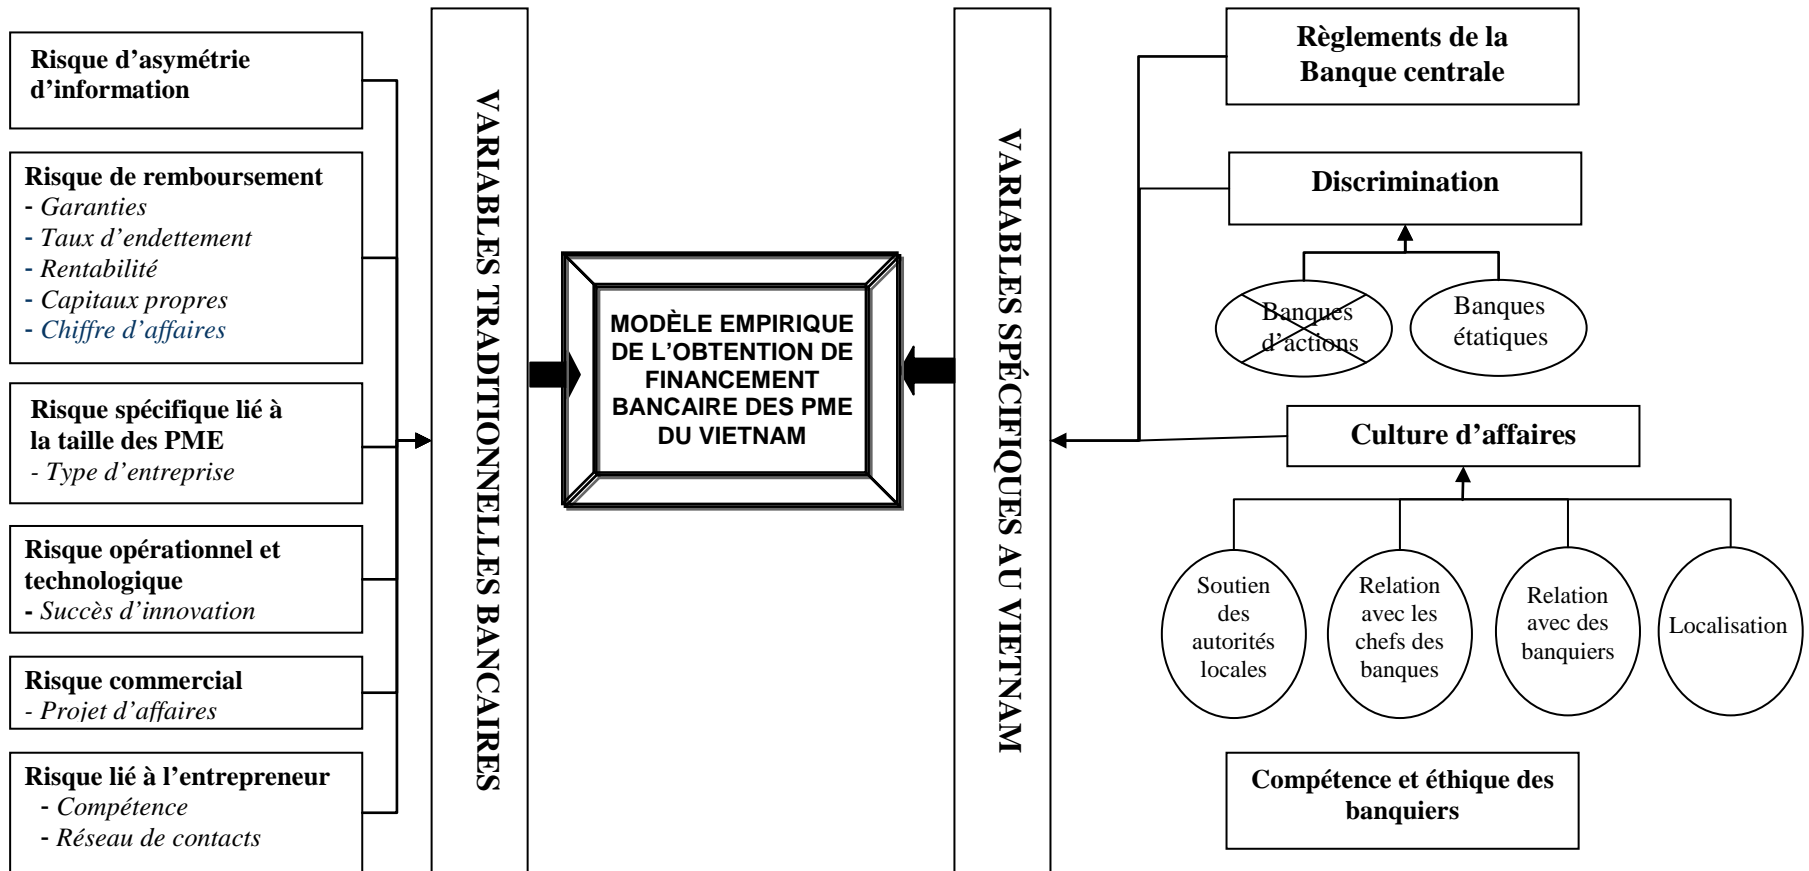 Risque d'asymétrie
d'information
Risque de remboursement
- Garanties
- Taux d'endettement
- Rentabilité
- Capitaux propres
- Chiffre d'affaires
Risque spécifique lié à
la taille des PME
- Type d'entreprise
Risque opérationnel et
technologique
- Succès d'innovation
Risque commercial
- Projet d'affaires
Risque lié à l'entrepreneur
- Compétence
- Réseau de contacts
VARIABLES TRADITIONNELLES BANCAIRES
MODÈLE EMPIRIQUE
DE L'OBTENTION DE
FINANCEMENT
BANCAIRE DES PME
DU VIETNAM
VARIABLES SPÉCIFIQUES AU VIETNAM
Règlements de la
Banque centrale
Discrimination
Banques
d'actions
Banques
étatiques
Culture d'affaires
Soutien
des
autorités
locales
Relation
avec les
chefs des
banques
Relation
avec des
banquiers
Localisation
Compétence et éthique des
banquiers